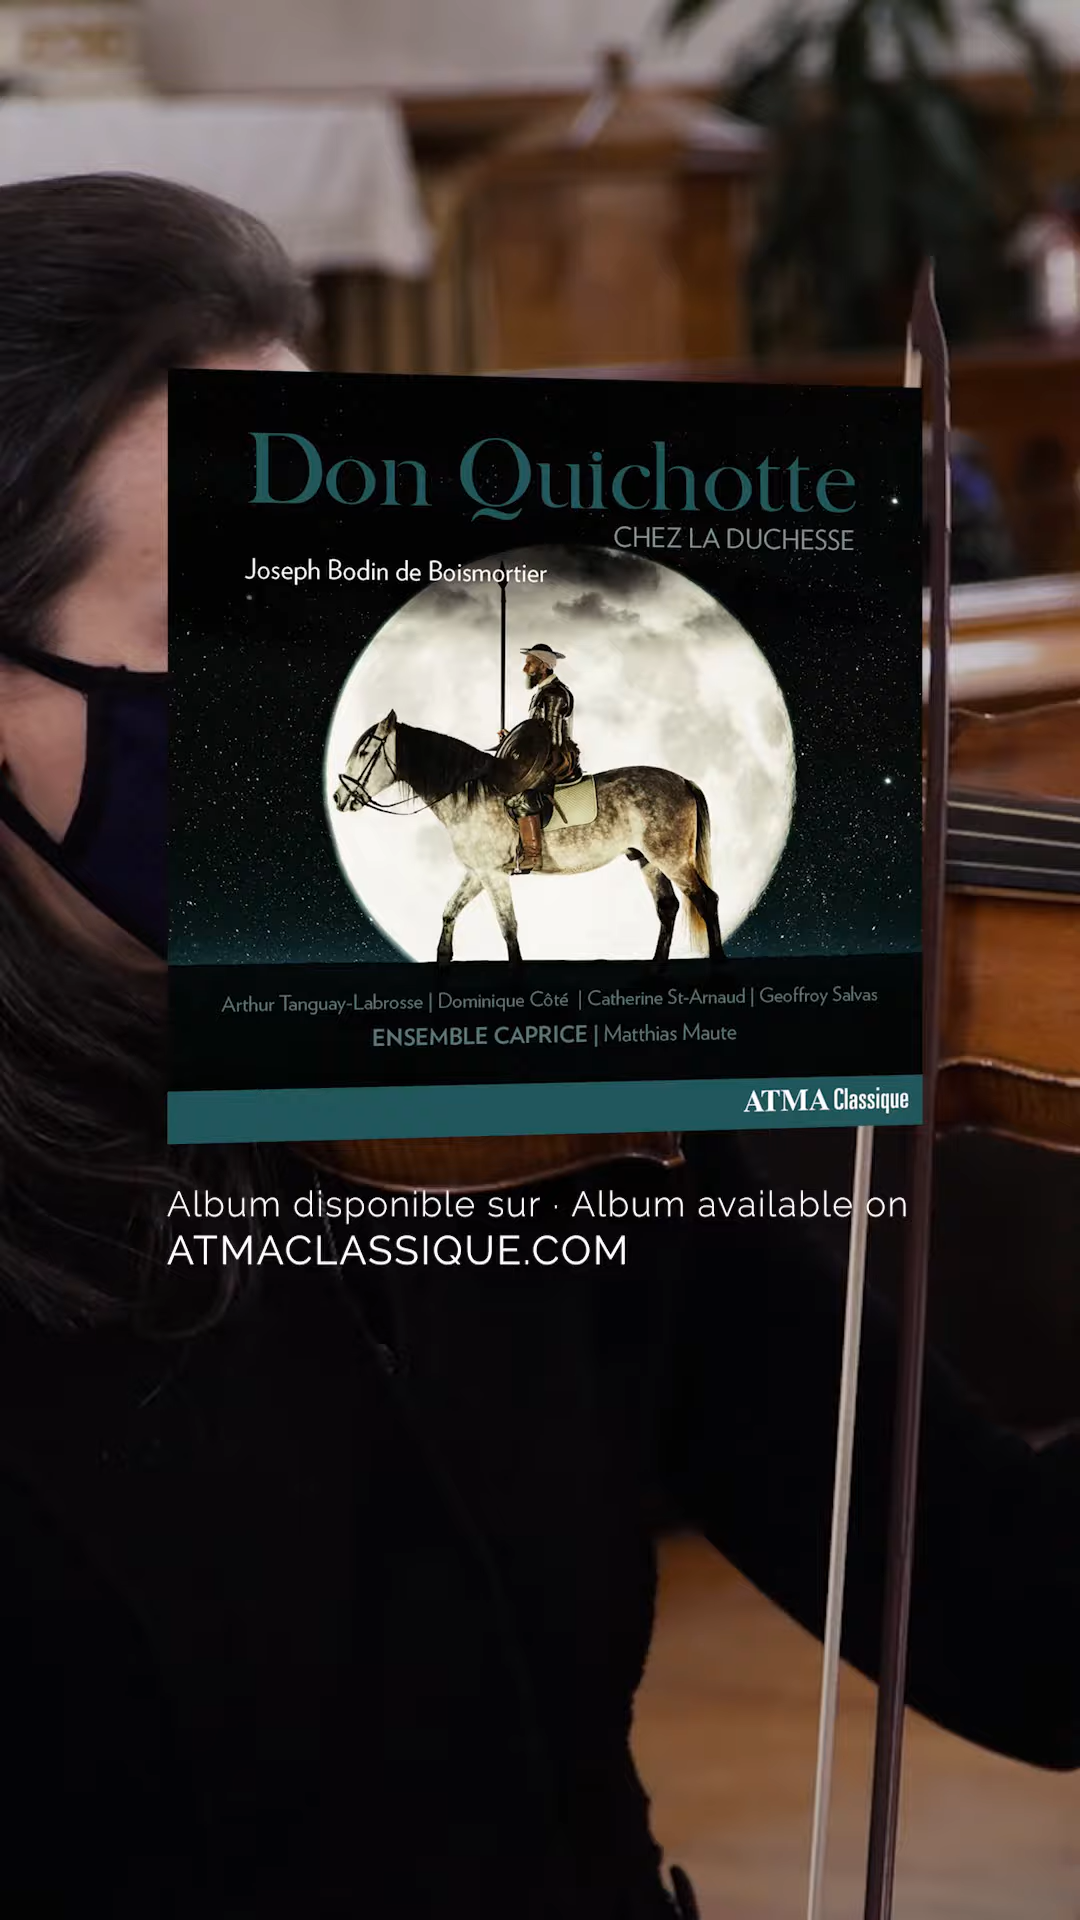 Don Quichotte
CHEZ LA DUCHESSE
Joseph Bodin de Boismortier
Arthur Tanguay-Labrosse | Dominique Côté | Catherine St-Arnaud | Geoffroy Salvas
ENSEMBLE CAPRICE | Matthias Maute
ATMA Classique
Album disponible sur · Album available on
ATMACLASSIQUE.COM